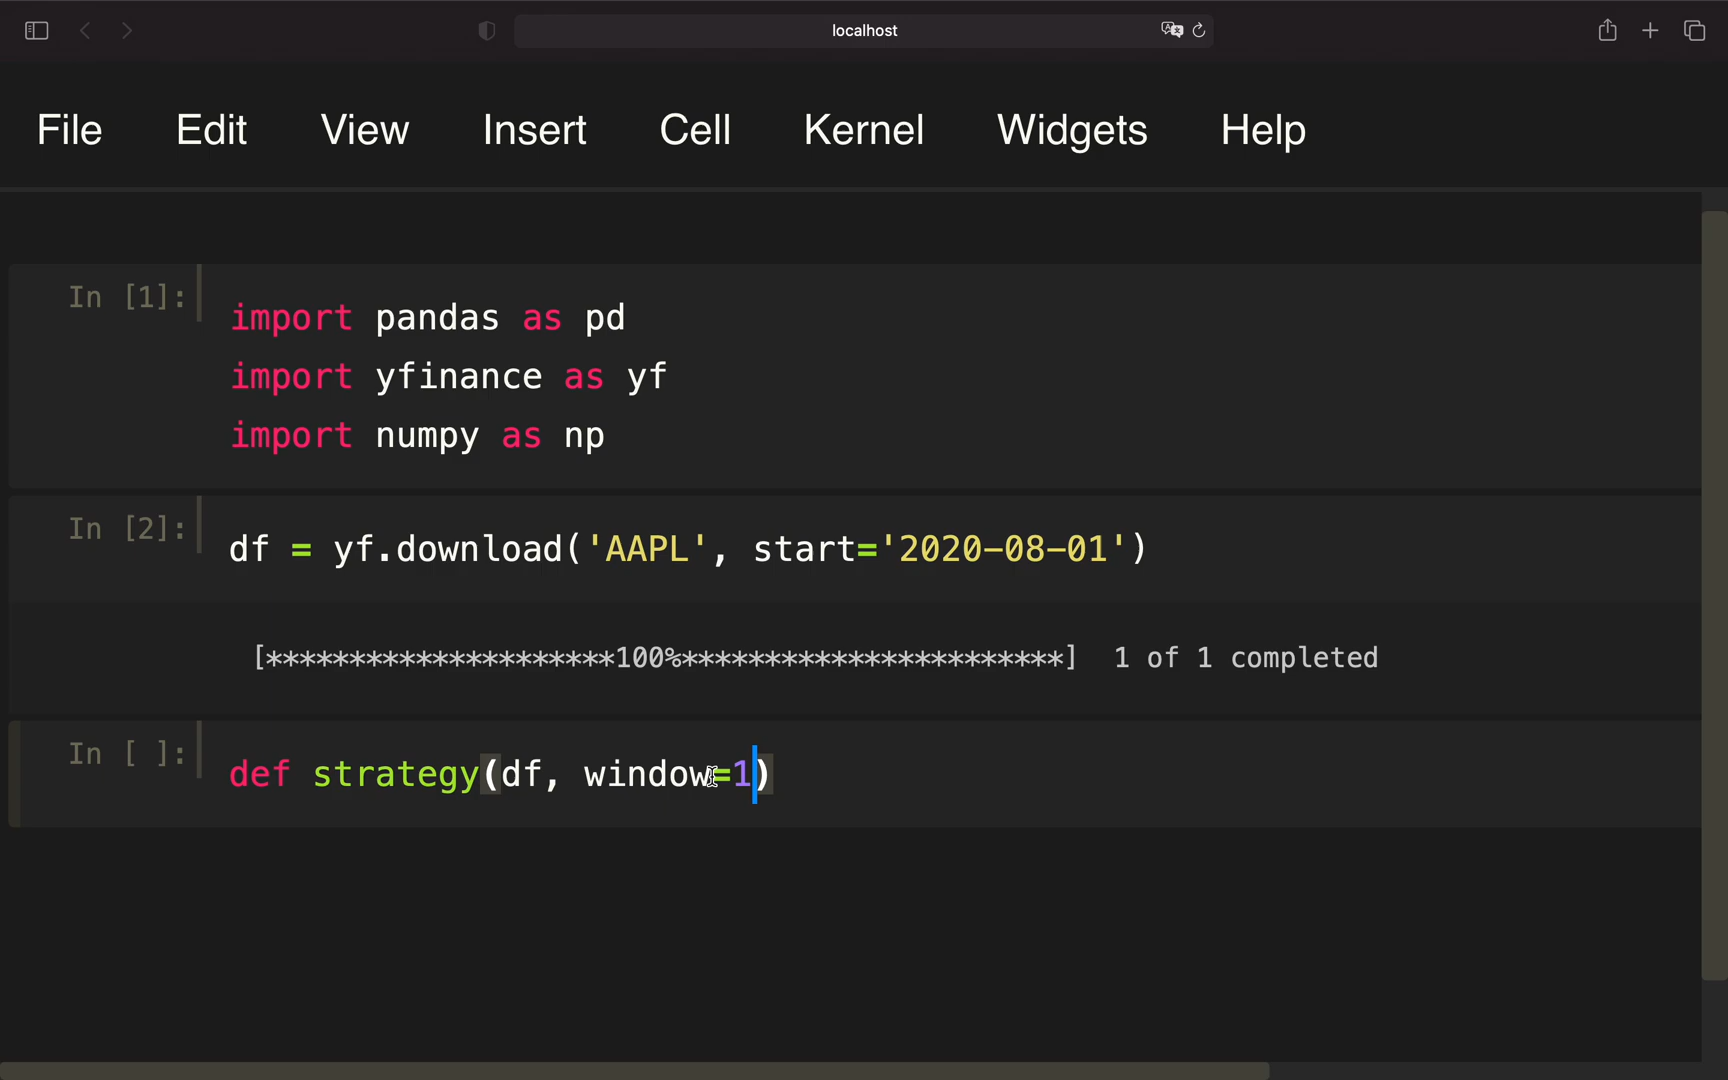 localhost
File Edit View Insert Cell Kernel Widgets Help
In [1]:
import pandas as pd
import yfinance as yf
import numpy as np
In [2]:
df = yf.download('AAPL', start='2020-08-01')
[*********************100%***********************] 1 of 1 completed
In [ ]:
def strategy(df, window=1)